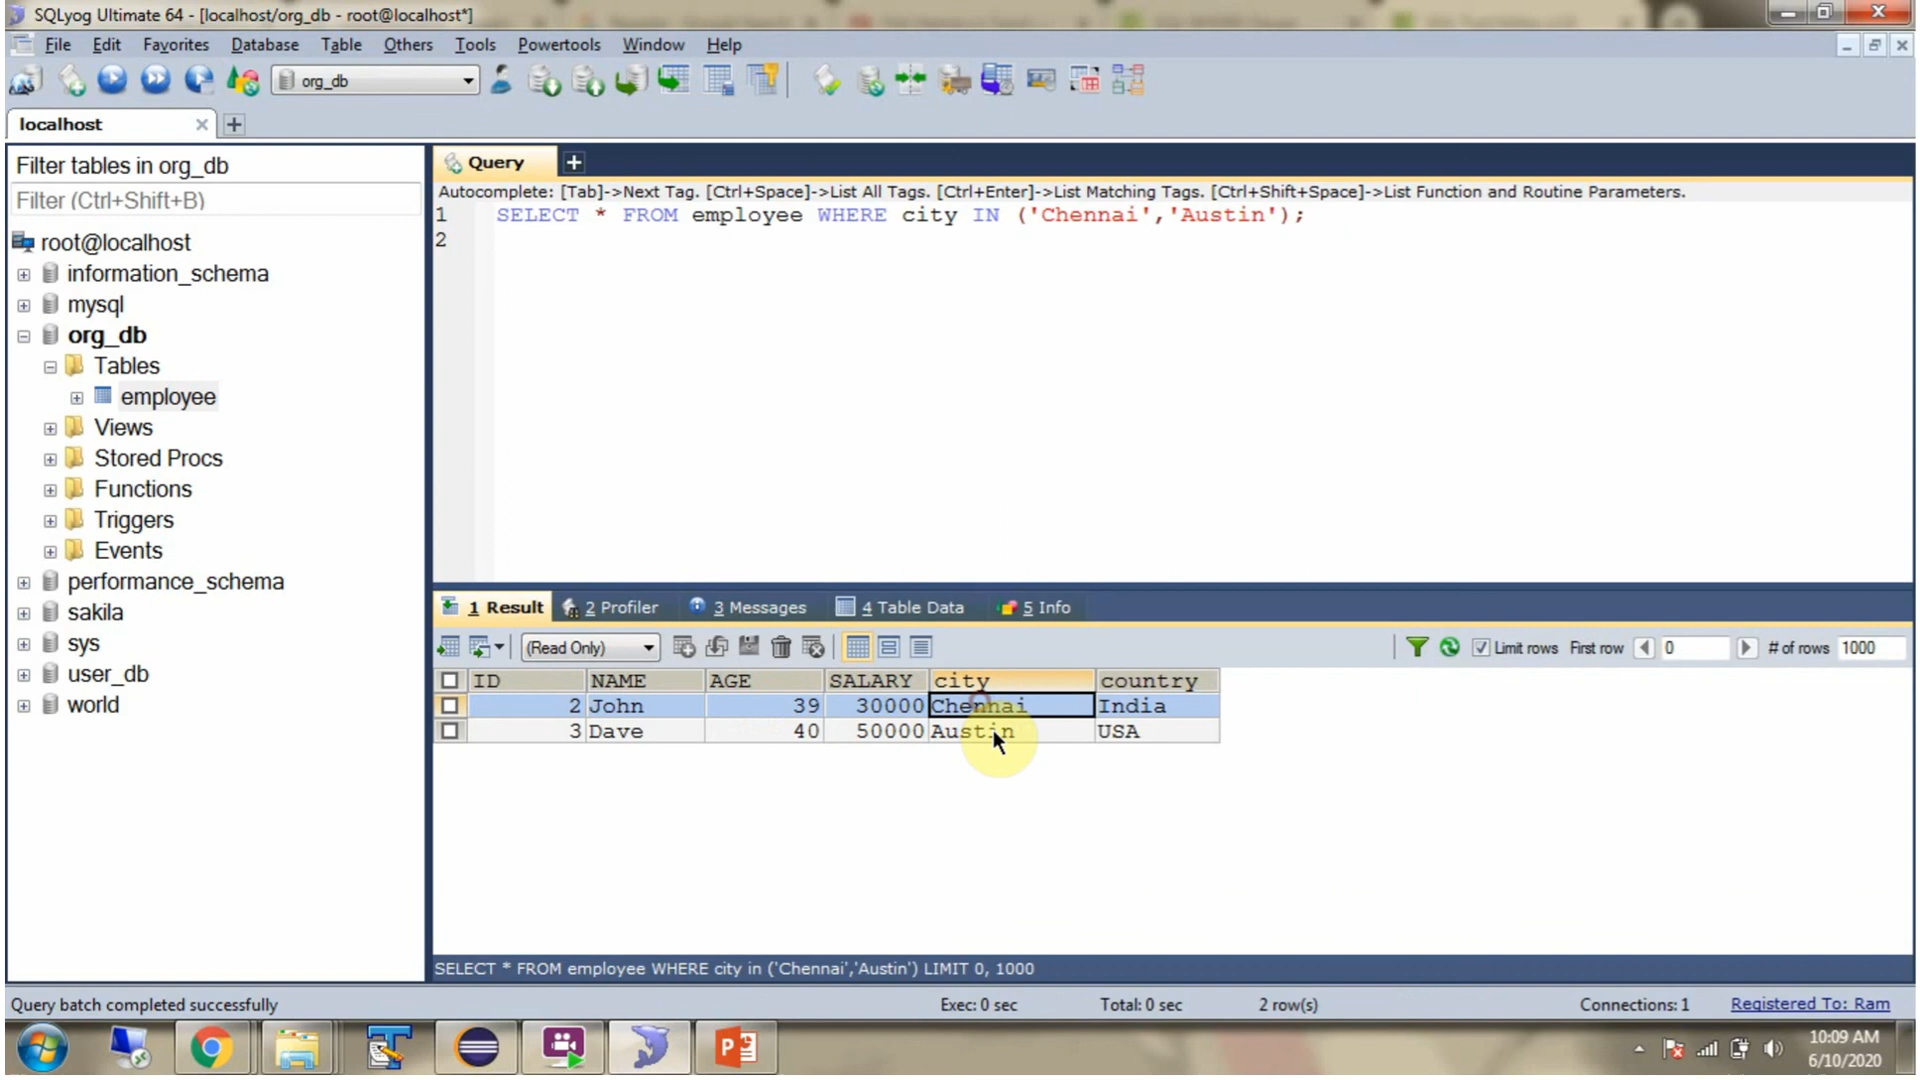 SQLyog Ultimate 64 - [localhost/org_db - root@localhost*]
File Edit Favorites Database Table Others Tools Powertools Window Help
org_db
localhost
Filter tables in org_db
Filter (Ctrl+Shift+B)
root@localhost
information_schema
mysql
org_db
Tables
employee
Views
Stored Procs
Functions
Triggers
Events
performance_schema
sakila
sys
user_db
world
Query
Autocomplete: [Tab]->Next Tag. [Ctrl+Space]->List All Tags. [Ctrl+Enter]->List Matching Tags. [Ctrl+Shift+Space]->List Function and Routine Parameters.
1 SELECT * FROM employee WHERE city IN ('Chennai','Austin');
2
1 Result 2 Profiler 3 Messages 4 Table Data 5 Info
(Read Only) Limit rows First row 0 # of rows 1000
ID NAME AGE SALARY city country
2 John 39 30000 Chennai India
3 Dave 40 50000 Austin USA
SELECT * FROM employee WHERE city in ('Chennai','Austin') LIMIT 0, 1000
Query batch completed successfully Exec: 0 sec Total: 0 sec 2 row(s) Connections: 1 Registered To: Ram
10:09 AM
6/10/2020